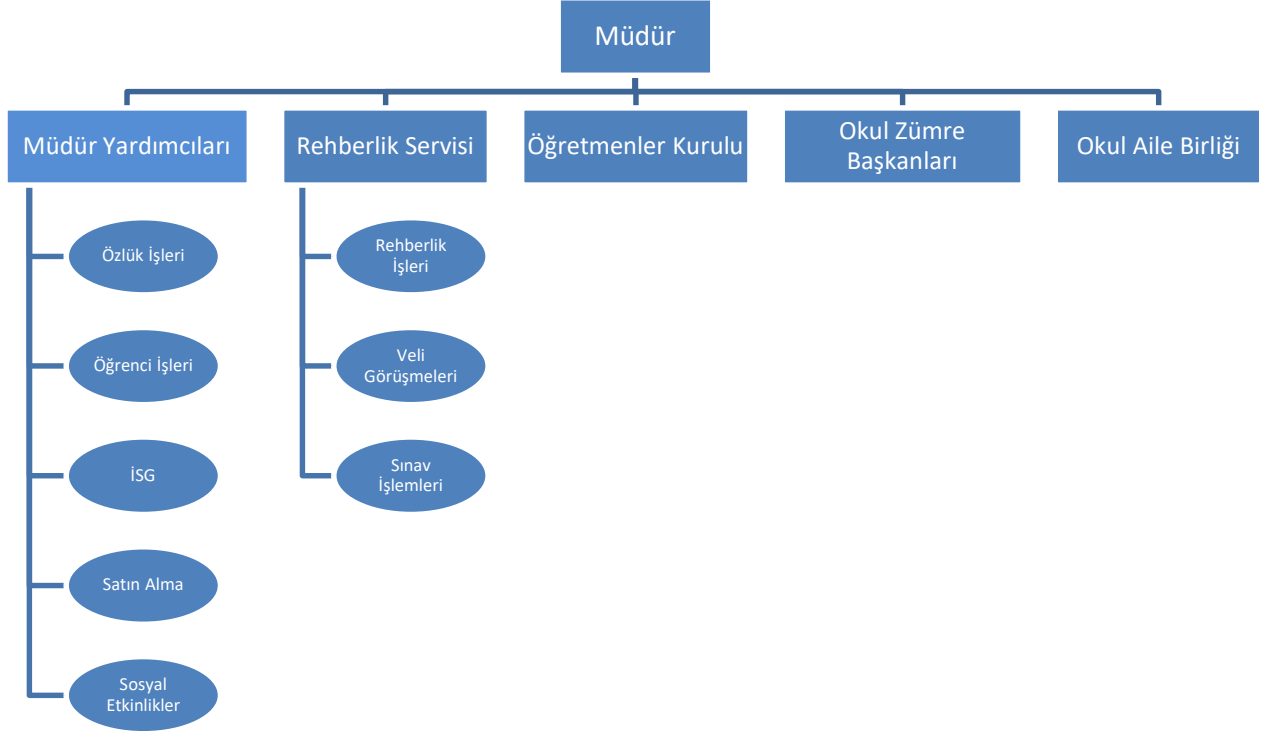 Müdür
Müdür Yardımcıları
Rehberlik Servisi
Öğretmenler Kurulu
Okul Zümre
Başkanları
Okul Aile Birliği
Özlük İşleri
Öğrenci İşleri
İSG
Satın Alma
Sosyal
Etkinlikler
Rehberlik
İşleri
Veli
Görüşmeleri
Sınav
İşlemleri